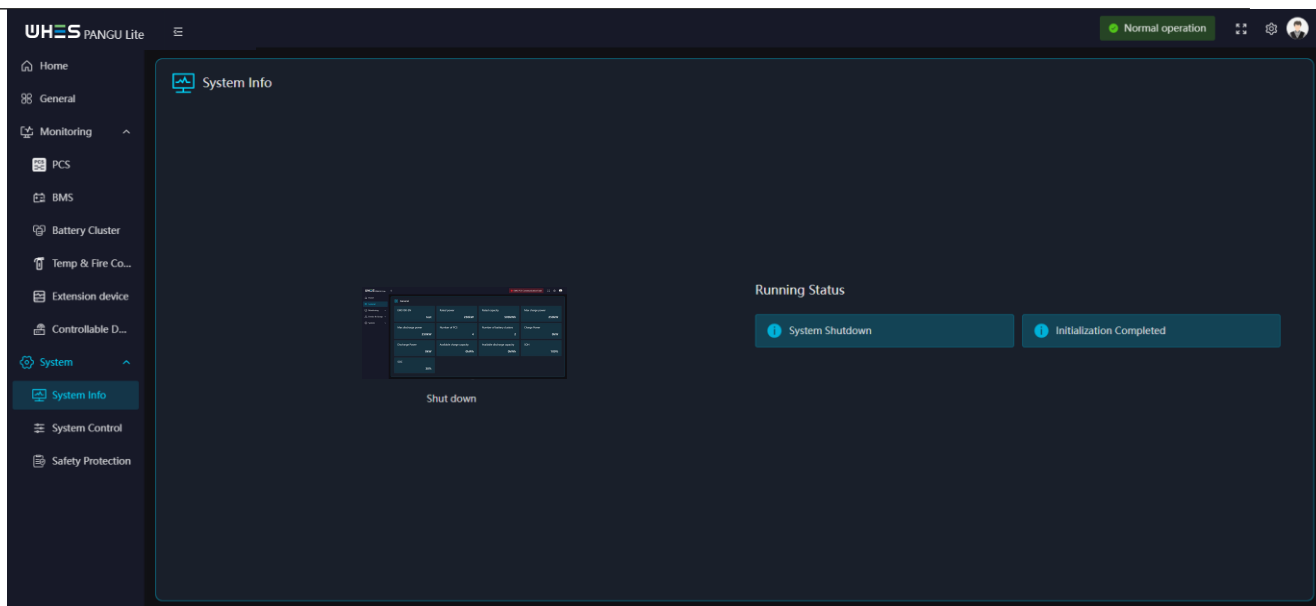 WHES PANGU Lite
Normal operation
Home
General
Monitoring
PCS
BMS
Battery Cluster
Temp & Fire Co...
Extension device
Controllable D...
System
System Info
System Control
Safety Protection
System Info
Shut down
Running Status
System Shutdown
Initialization Completed